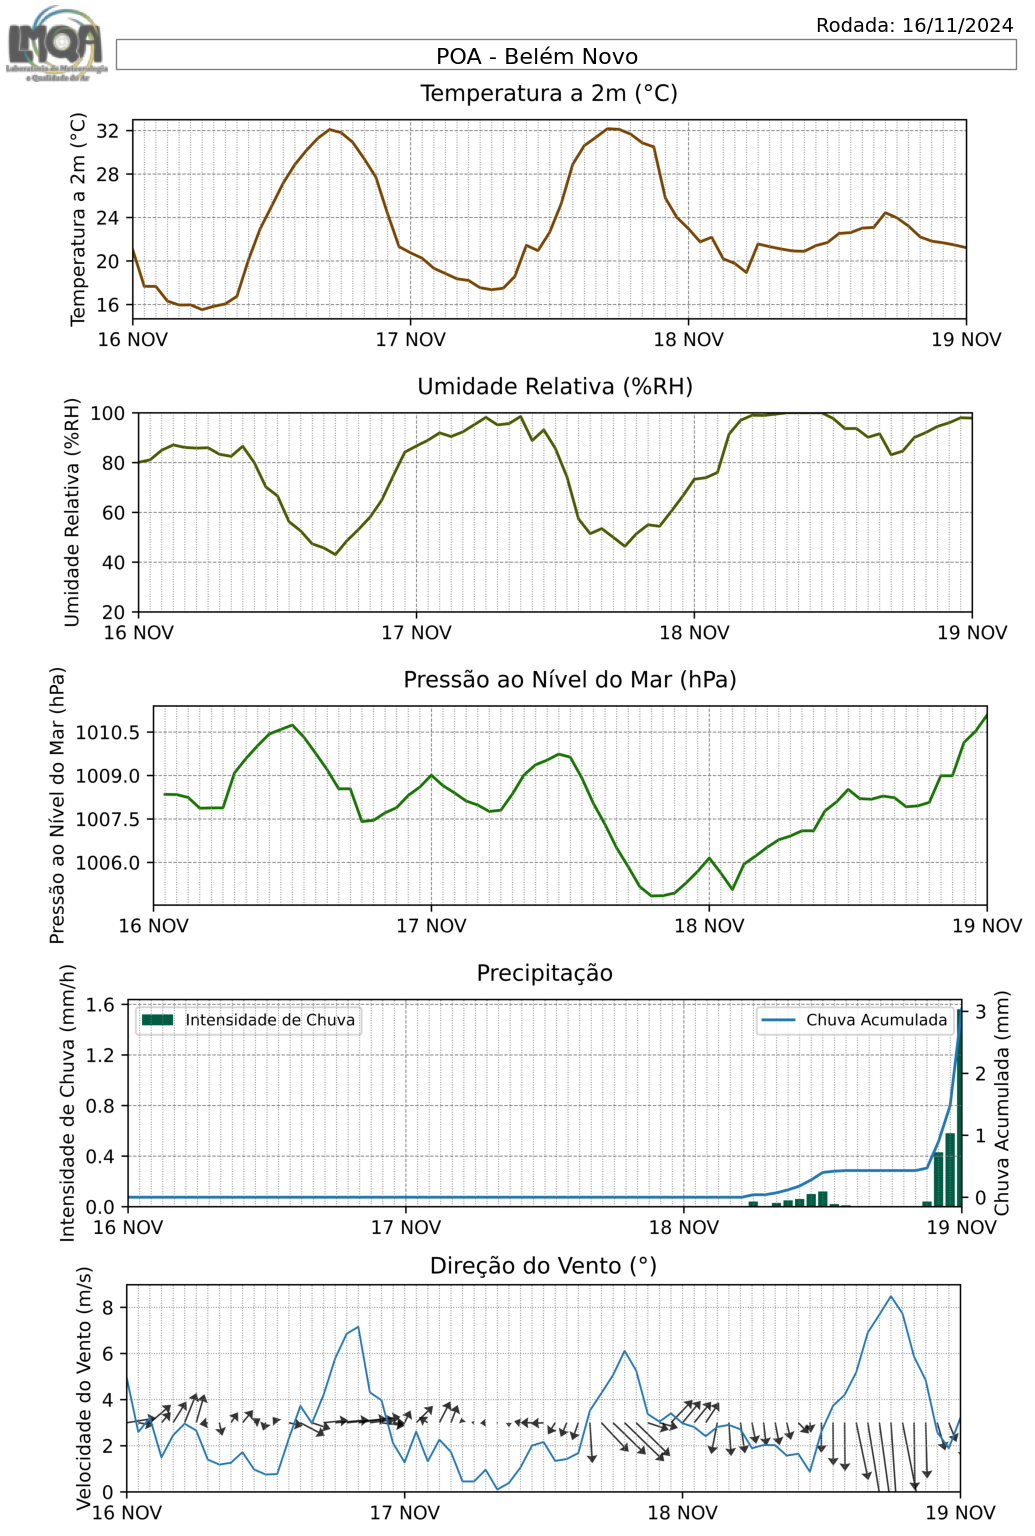 Rodada: 16/11/2024
LMQA
Laboratório de Meteorologia
e Qualidade do Ar
POA - Belém Novo
Temperatura a 2m (°C)
Temperatura a 2m (°C)
32
28
24
20
16
16 NOV 17 NOV 18 NOV 19 NOV
Umidade Relativa (%RH)
Umidade Relativa (%RH)
100
80
60
40
20
16 NOV 17 NOV 18 NOV 19 NOV
Pressão ao Nível do Mar (hPa)
Pressão ao Nível do Mar (hPa)
1010.5
1009.0
1007.5
1006.0
16 NOV 17 NOV 18 NOV 19 NOV
Precipitação
Intensidade de Chuva (mm/h)
1.6
1.2
0.8
0.4
0.0
Intensidade de Chuva
Chuva Acumulada
3
2
1
0
Chuva Acumulada (mm)
16 NOV 17 NOV 18 NOV 19 NOV
Direção do Vento (°)
Velocidade do Vento (m/s)
8
6
4
2
0
16 NOV 17 NOV 18 NOV 19 NOV